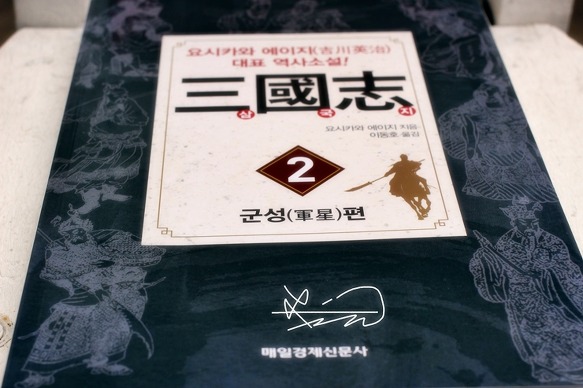 요시카와 에이지(吉川英治)
대표 역사소설!
三國志
삼 국 지
요시카와 에이지 지음
이동호 옮김
2
군성(軍星)편
매일경제신문사